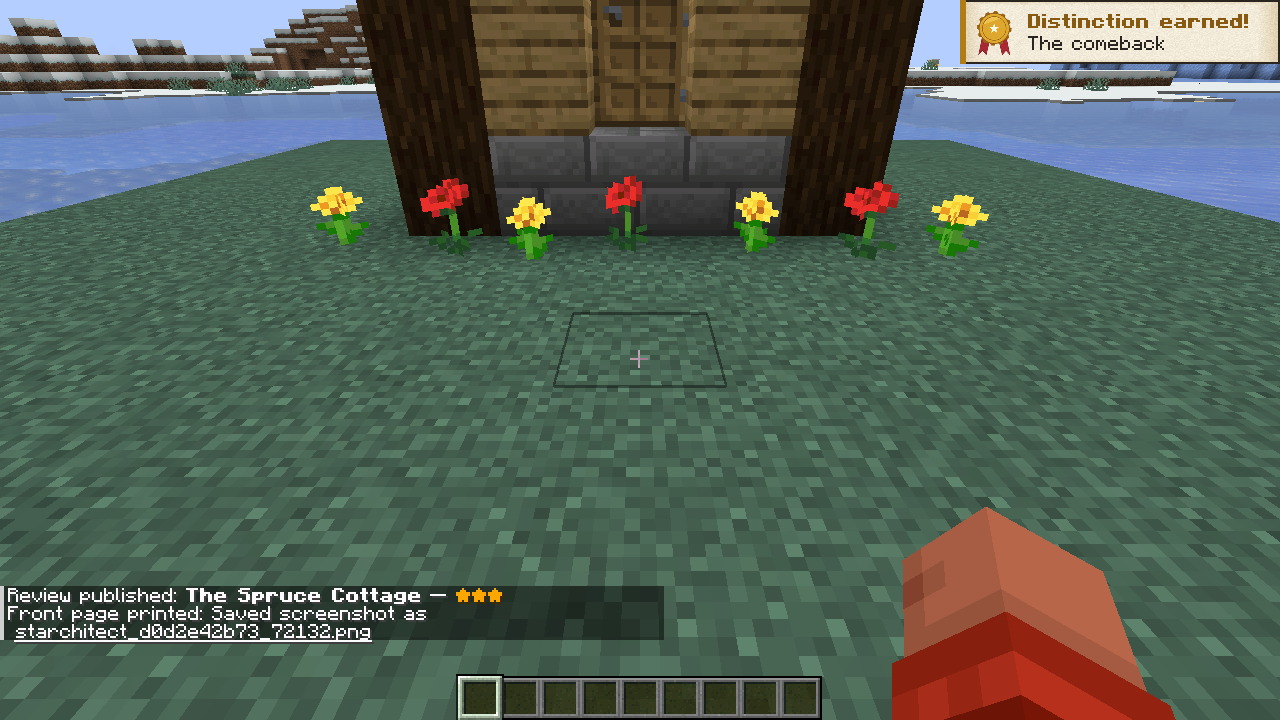 Distinction earned!
The comeback
Review published: The Spruce Cottage — ★★★
Front page printed: Saved screenshot as
starchitect_d0d2e42b73_72132.png